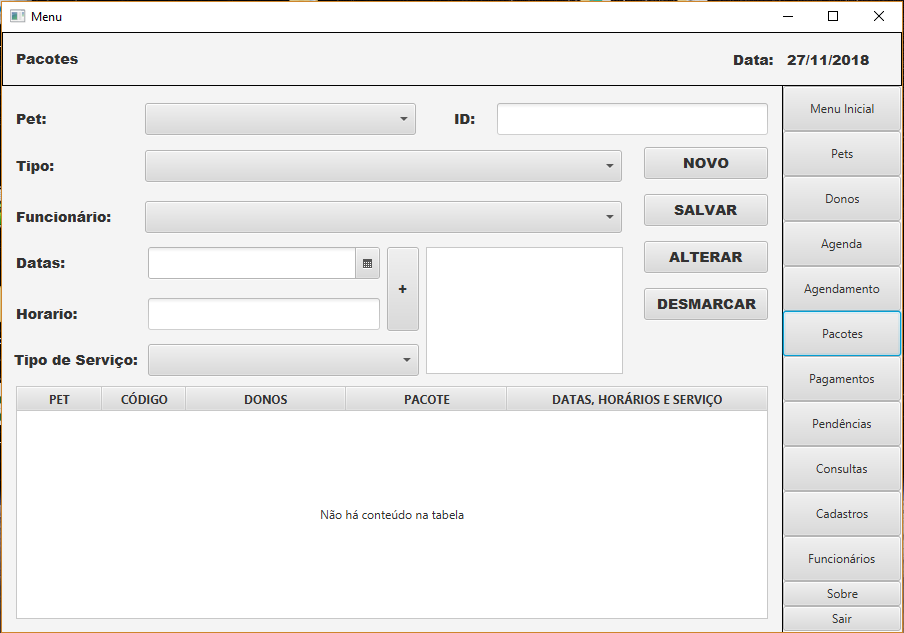 Menu
Pacotes
Data: 27/11/2018
Pet:
ID:
Tipo:
NOVO
Funcionário:
SALVAR
Datas:
+
ALTERAR
Horario:
DESMARCAR
Tipo de Serviço:
PET CÓDIGO DONOS PACOTE DATAS, HORÁRIOS E SERVIÇO
Não há conteúdo na tabela
Menu Inicial
Pets
Donos
Agenda
Agendamento
Pacotes
Pagamentos
Pendências
Consultas
Cadastros
Funcionários
Sobre
Sair